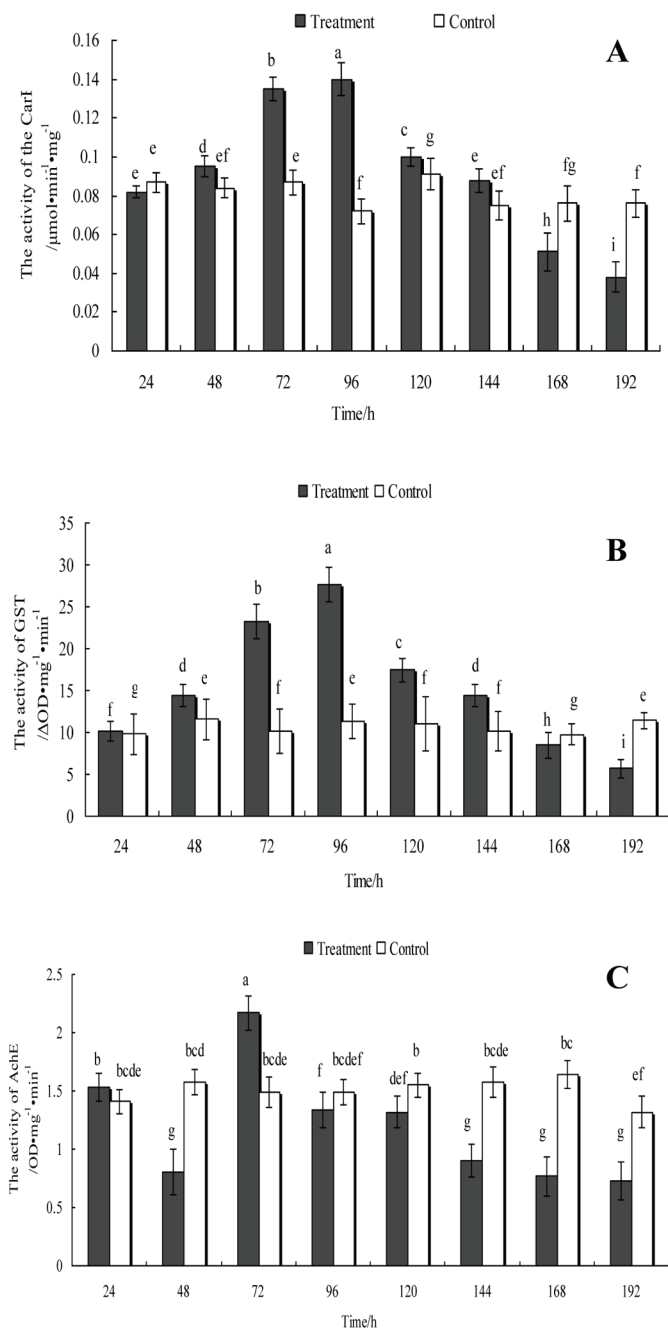 Treatment Control
A
The activity of the CarI
/μmol•min⁻¹•mg⁻¹
0.16
0.14
0.12
0.1
0.08
0.06
0.04
0.02
0
e e d ef b e a f c g e ef h fg i f
24 48 72 96 120 144 168 192
Time/h
Treatment Control
B
The activity of GST
/ΔOD•mg⁻¹•min⁻¹
35
30
25
20
15
10
5
0
f g d e b f a e c f d f h g i e
24 48 72 96 120 144 168 192
Time/h
Treatment Control
C
The activity of AchE
/OD•mg⁻¹•min⁻¹
2.5
2
1.5
1
0.5
0
b bcde g bcd a bcde f bcdef def b g bcde g bc g ef
24 48 72 96 120 144 168 192
Time/h